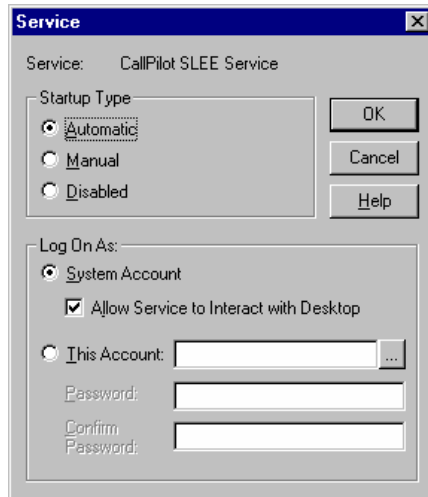 Service
Service: CallPilot SLEE Service
Startup Type
Automatic
Manual
Disabled
OK
Cancel
Help
Log On As:
System Account
Allow Service to Interact with Desktop
This Account:
...
Password:
Confirm
Password: